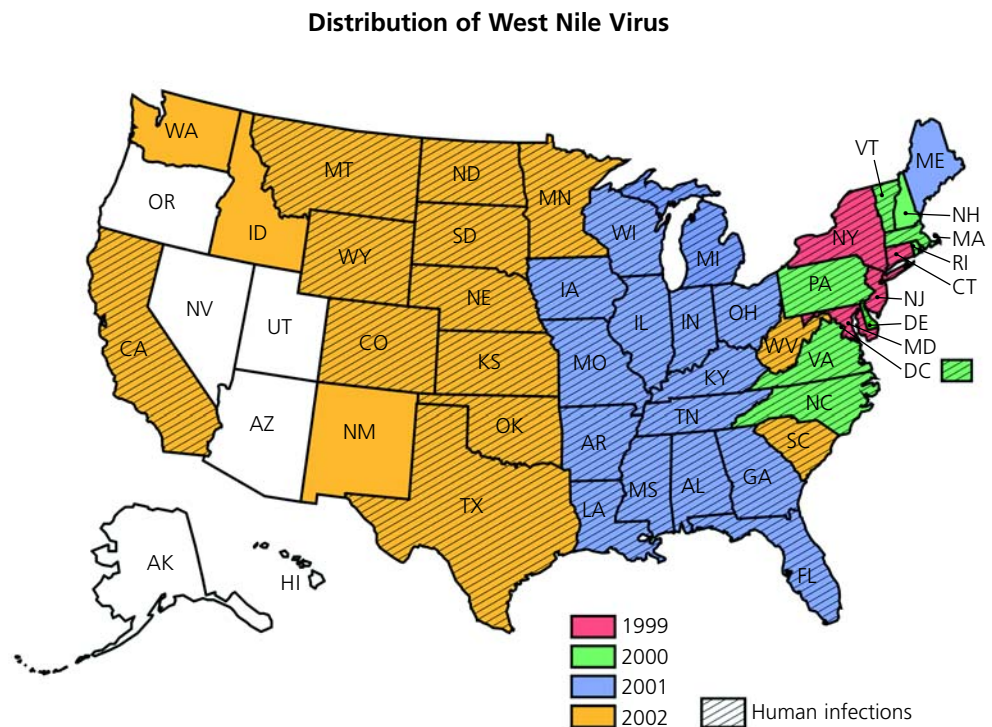 Distribution of West Nile Virus
WA
MT
ND
MN
VT
ME
OR
ID
WY
SD
WI
MI
NY
NH
MA
RI
CT
NV
UT
CO
NE
IA
IL
IN
OH
PA
NJ
DE
MD
DC
CA
KS
MO
KY
WV
VA
AZ
NM
OK
AR
TN
NC
SC
TX
LA
MS
AL
GA
FL
AK
HI
1999
2000
2001
2002
Human infections